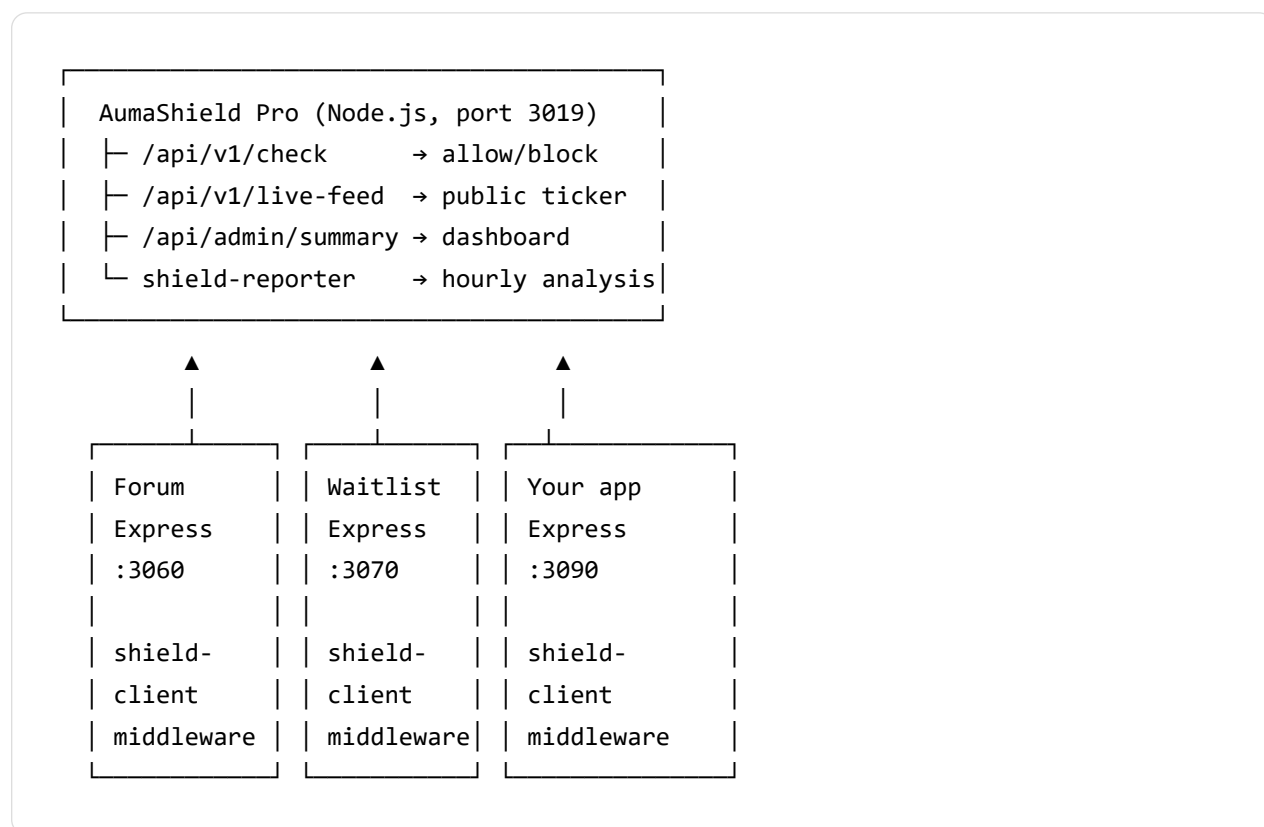 AumaShield Pro (Node.js, port 3019)
├─ /api/v1/check → allow/block
├─ /api/v1/live-feed → public ticker
├─ /api/admin/summary → dashboard
└─ shield-reporter → hourly analysis
Forum
Express
:3060
shield-
client
middleware
Waitlist
Express
:3070
shield-
client
middleware
Your app
Express
:3090
shield-
client
middleware